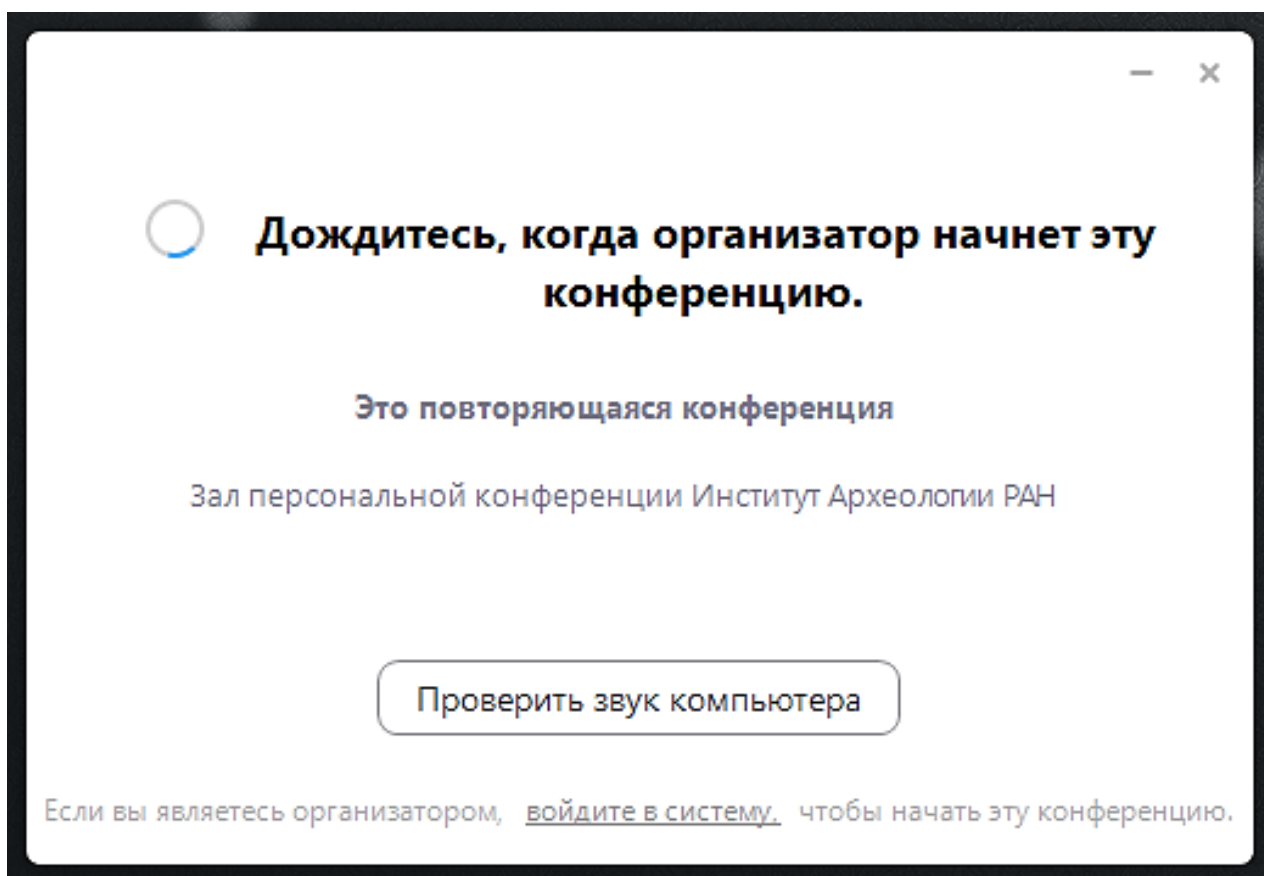 Дождитесь, когда организатор начнет эту
конференцию.
Это повторяющаяся конференция
Зал персональной конференции Институт Археологии РАН
Проверить звук компьютера
Если вы являетесь организатором, войдите в систему. чтобы начать эту конференцию.